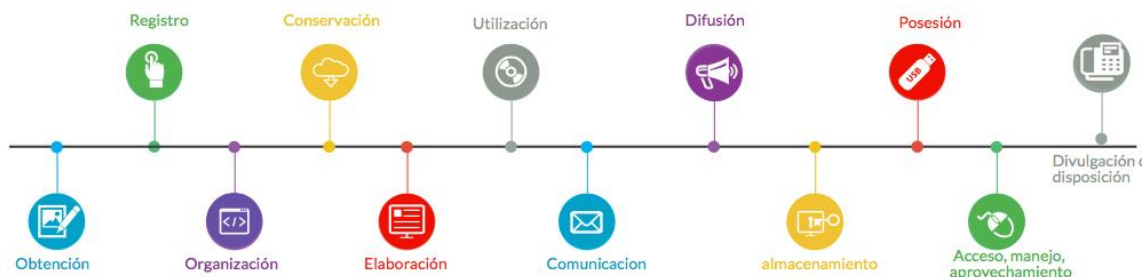 Registro
Conservación
Utilización
Difusión
Posesión
USB
Divulgación
disposición
</>
Obtención
Organización
Elaboración
Comunicacion
almacenamiento
Acceso, manejo,
aprovechamiento